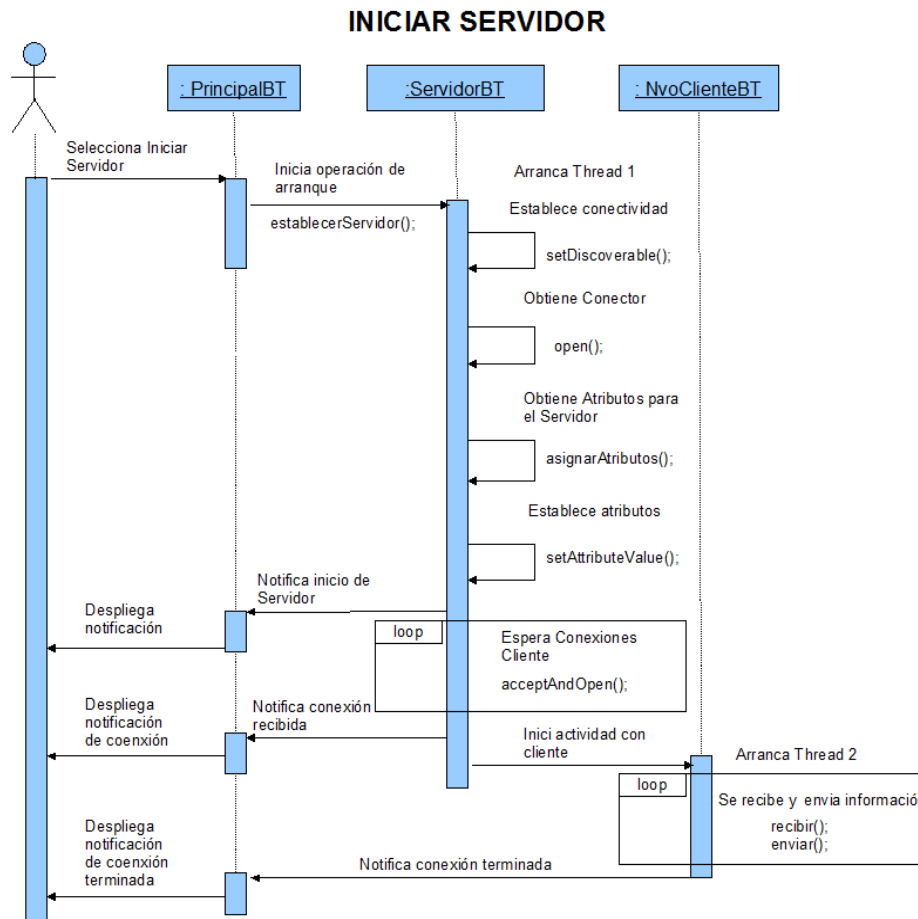 INICIAR SERVIDOR
: PrincipalBT
:ServidorBT
: NvoClienteBT
Selecciona Iniciar
Servidor
Inicia operación de
arranque
establecerServidor();
Arranca Thread 1
Establece conectividad
setDiscoverable();
Obtiene Conector
open();
Obtiene Atributos para
el Servidor
asignarAtributos();
Establece atributos
setAttributeValue();
Notifica inicio de
Servidor
Despliega
notificación
loop
Espera Conexiones
Cliente
acceptAndOpen();
Notifica conexión
recibida
Despliega
notificación
de coenxión
Inici actividad con
cliente
Arranca Thread 2
loop
Se recibe y envia informació
recibir();
enviar();
Notifica conexión terminada
Despliega
notificación
de coenxión
terminada